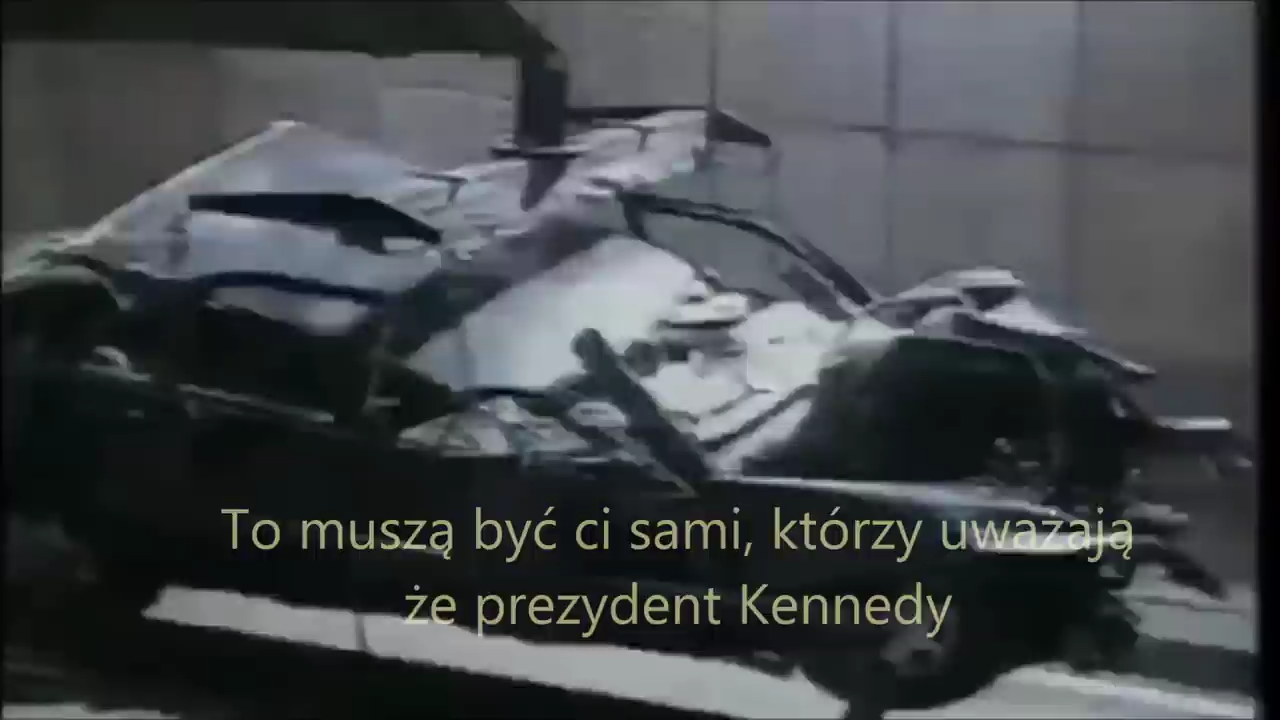 To muszą być ci sami, którzy uważają
że prezydent Kennedy